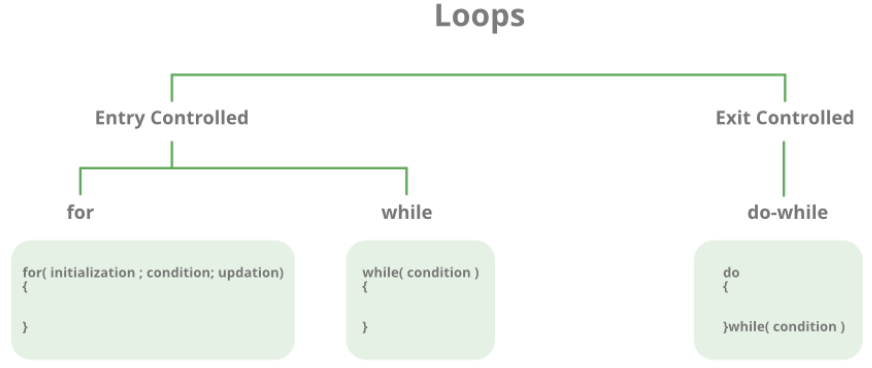 Loops
Entry Controlled
Exit Controlled
for
while
do-while
for( initialization ; condition; updation)
{
}
while( condition )
{
}
do
{
}while( condition )